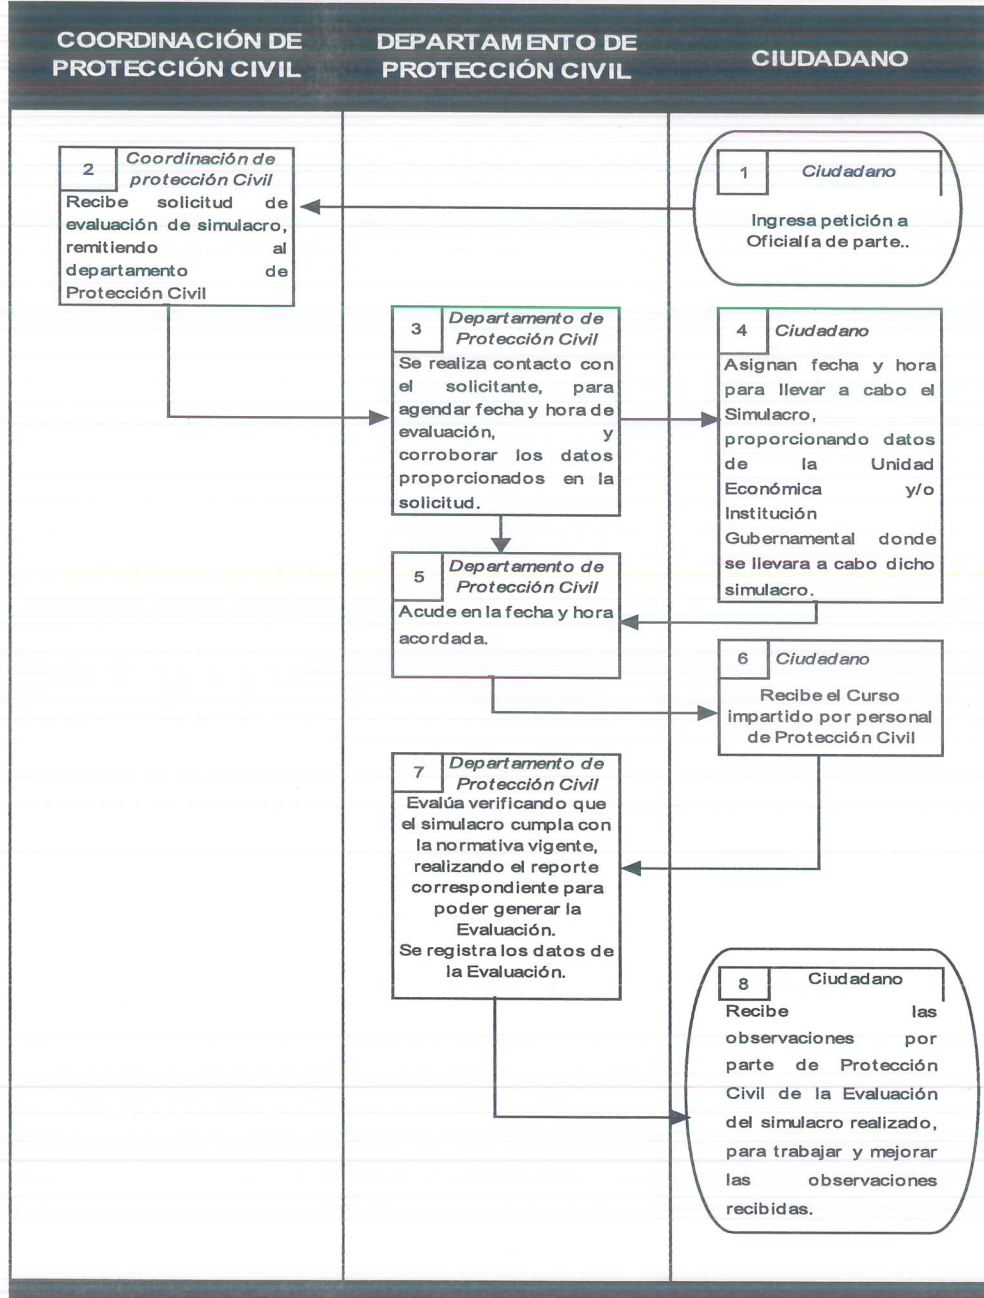 COORDINACIÓN DE
PROTECCIÓN CIVIL
DEPARTAMENTO DE
PROTECCIÓN CIVIL
CIUDADANO
1
Ciudadano
Ingresa petición a
Oficialía de parte..
2
Coordinación de
protección Civil
Recibe solicitud de
evaluación de simulacro,
remitiendo al
departamento de
Protección Civil
3
Departamento de
Protección Civil
Se realiza contacto con
el solicitante, para
agendar fecha y hora de
evaluación, y
corroborar los datos
proporcionados en la
solicitud.
4
Ciudadano
Asignan fecha y hora
para llevar a cabo el
Simulacro,
proporcionando datos
de la Unidad
Económica y/o
Institución
Gubernamental donde
se llevara a cabo dicho
simulacro.
5
Departamento de
Protección Civil
Acude en la fecha y hora
acordada.
6
Ciudadano
Recibe el Curso
impartido por personal
de Protección Civil
7
Departamento de
Protección Civil
Evalúa verificando que
el simulacro cumpla con
la normativa vigente,
realizando el reporte
correspondiente para
poder generar la
Evaluación.
Se registra los datos de
la Evaluación.
8
Ciudadano
Recibe las
observaciones por
parte de Protección
Civil de la Evaluación
del simulacro realizado,
para trabajar y mejorar
las observaciones
recibidas.